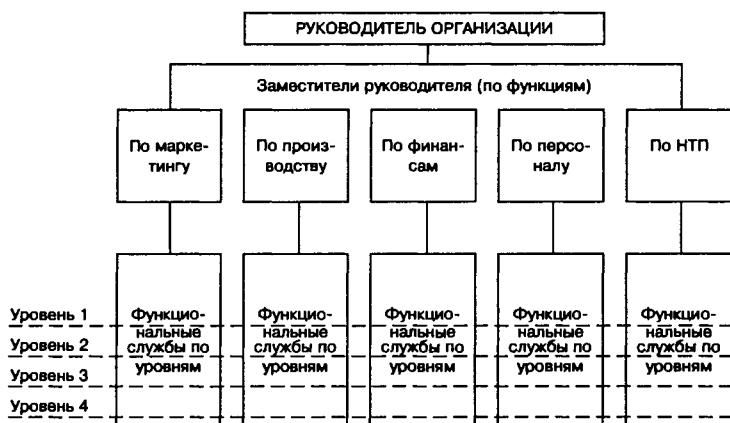 РУКОВОДИТЕЛЬ ОРГАНИЗАЦИИ
Заместители руководителя (по функциям)
По марке-
тингу
По произ-
водству
По финан-
сам
По персо-
налу
По НТП
Уровень 1
Уровень 2
Уровень 3
Уровень 4
Функцио-
нальные
службы по
уровням
Функцио-
нальные
службы по
уровням
Функцио-
нальные
службы по
уровням
Функцио-
нальные
службы по
уровням
Функцио-
нальные
службы по
уровням